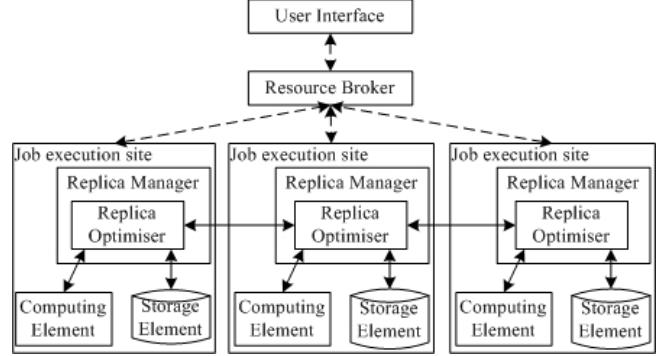 User Interface
Resource Broker
Job execution site
Replica Manager
Replica
Optimiser
Computing
Element
Storage
Element
Job execution site
Replica Manager
Replica
Optimiser
Computing
Element
Storage
Element
Job execution site
Replica Manager
Replica
Optimiser
Computing
Element
Storage
Element